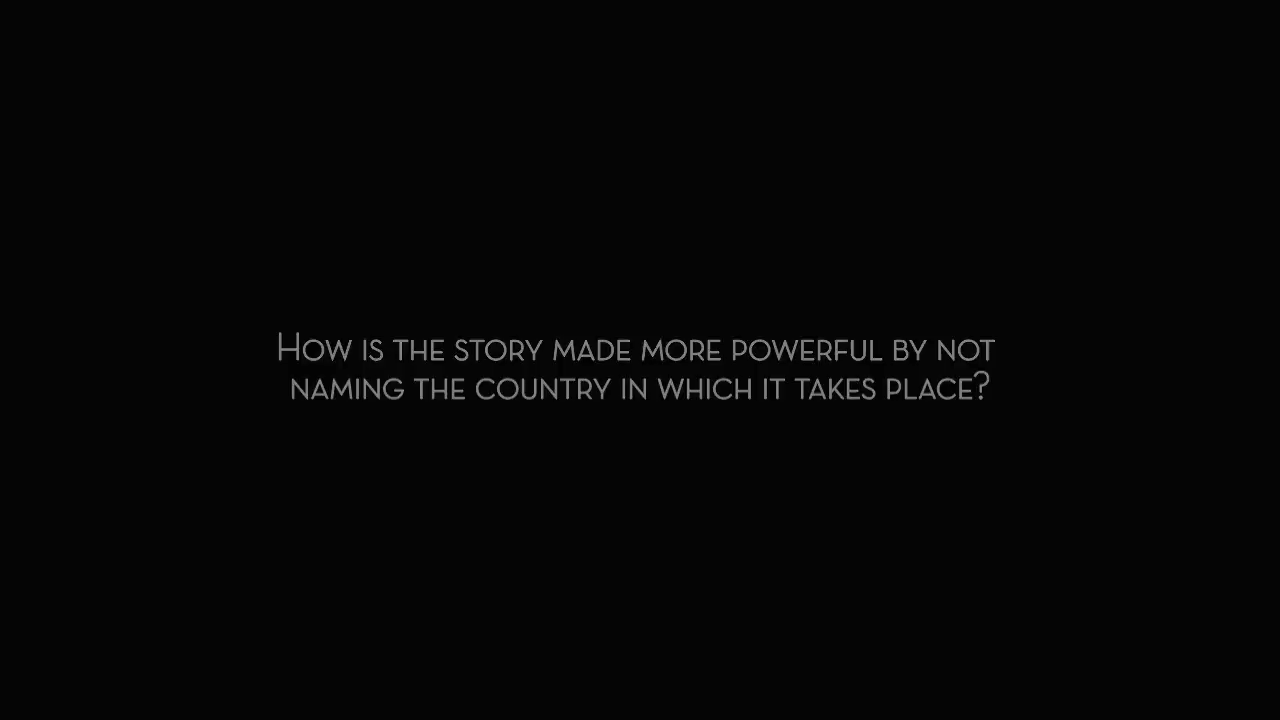 How is the story made more powerful by not
naming the country in which it takes place?